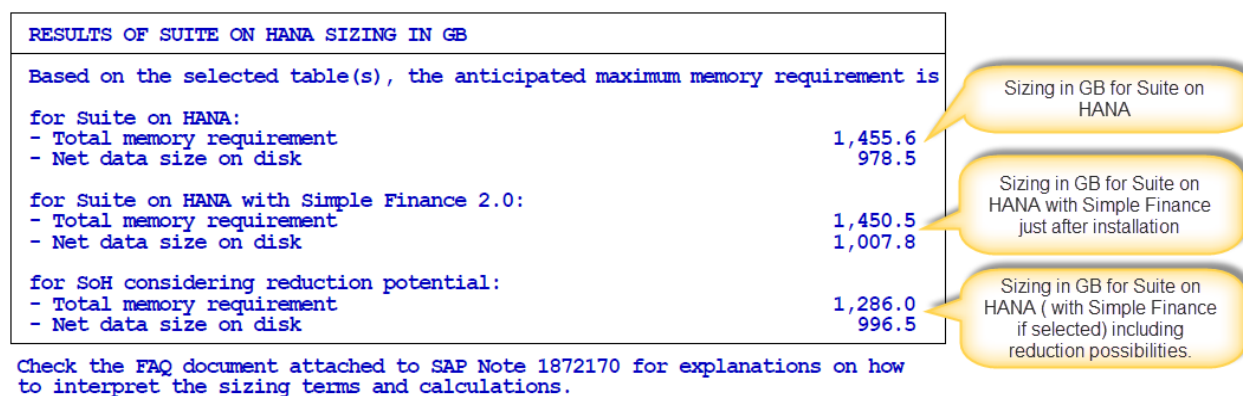 RESULTS OF SUITE ON HANA SIZING IN GB
Based on the selected table(s), the anticipated maximum memory requirement is
for Suite on HANA:
- Total memory requirement 1,455.6
- Net data size on disk 978.5
for Suite on HANA with Simple Finance 2.0:
- Total memory requirement 1,450.5
- Net data size on disk 1,007.8
for SoH considering reduction potential:
- Total memory requirement 1,286.0
- Net data size on disk 996.5
Check the FAQ document attached to SAP Note 1872170 for explanations on how
to interpret the sizing terms and calculations.
Sizing in GB for Suite on
HANA
Sizing in GB for Suite on
HANA with Simple Finance
just after installation
Sizing in GB for Suite on
HANA ( with Simple Finance
if selected) including
reduction possibilities.